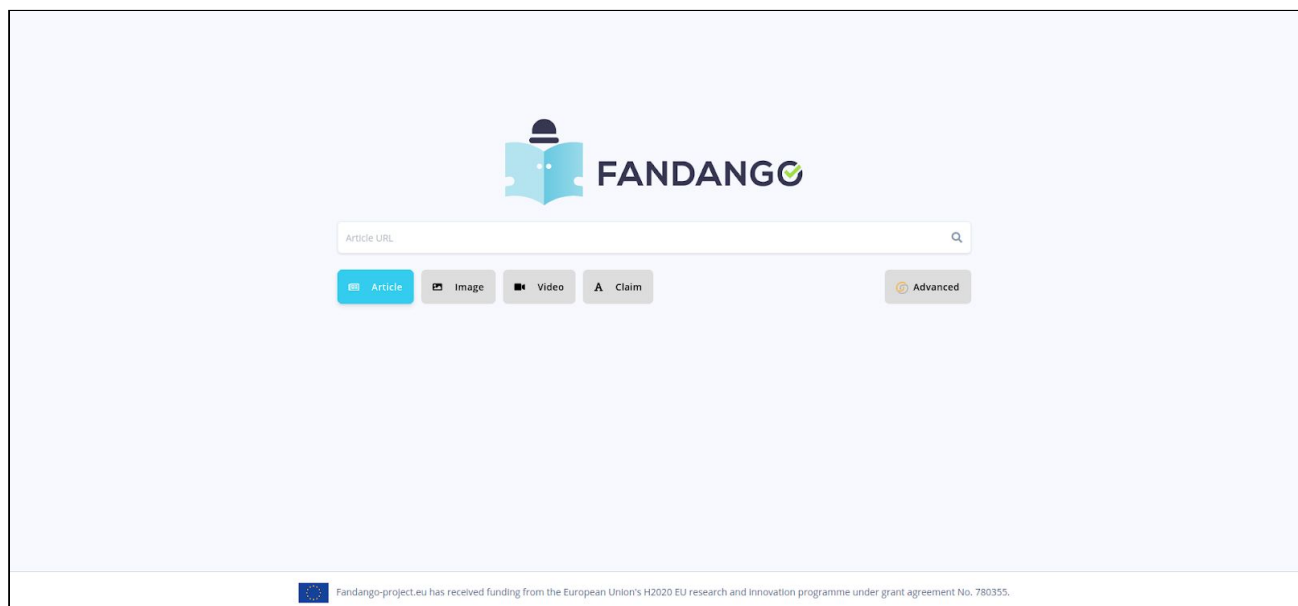 FANDANGO
Article URL
Article Image Video A Claim Advanced
Fandango-project.eu has received funding from the European Union's H2020 EU research and innovation programme under grant agreement No. 780355.